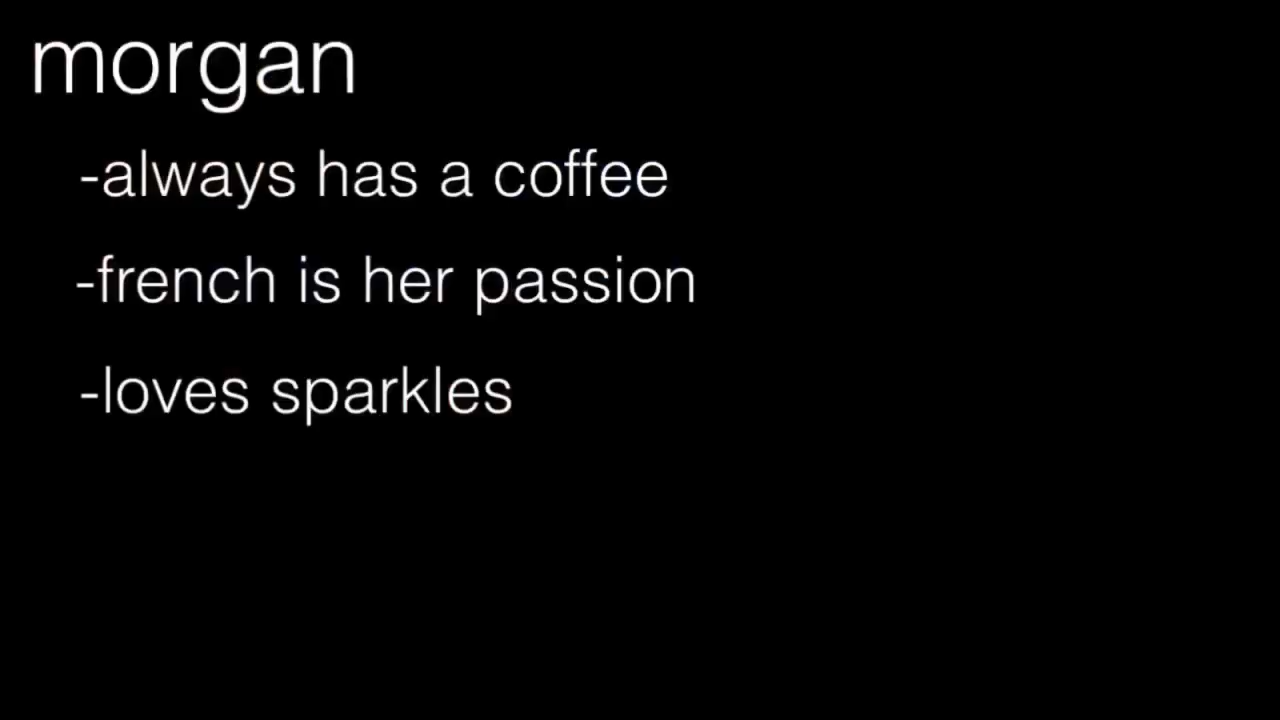 morgan
-always has a coffee
-french is her passion
-loves sparkles